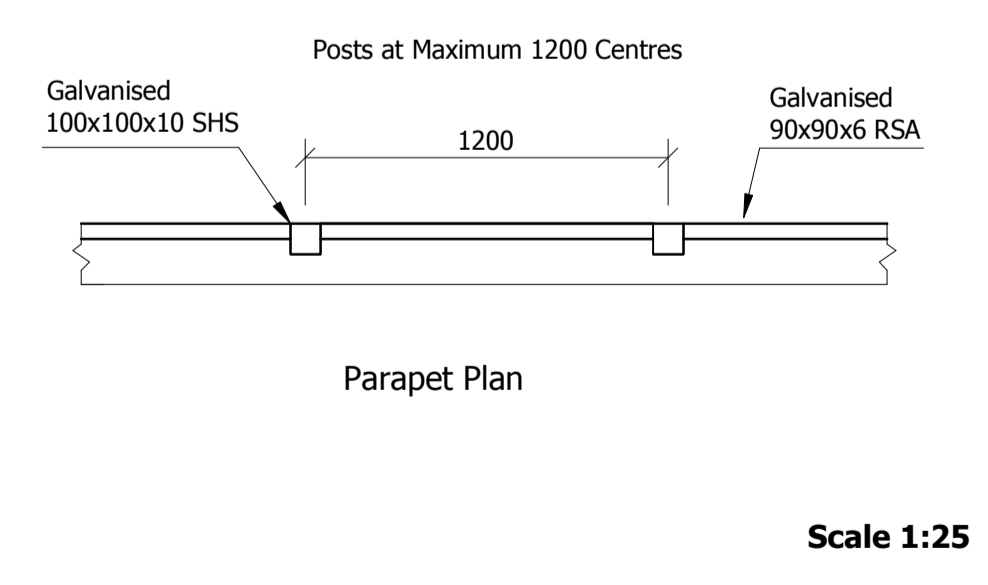 Posts at Maximum 1200 Centres
Galvanised
100x100x10 SHS
Galvanised
90x90x6 RSA
1200
Parapet Plan
Scale 1:25